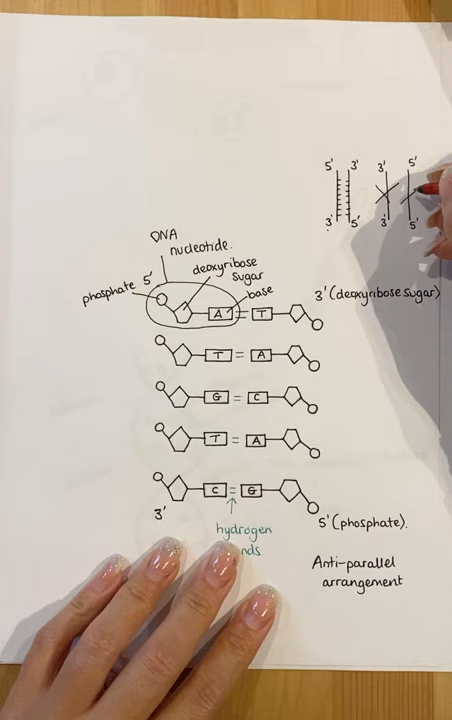 5' 3' 3' 5'
3' 5' 3' 5'
DNA
nucleotide.
deoxyribose
sugar
phosphate 5'
base
3' (deoxyribose sugar)
A = T
T = A
G = C
T = A
C = G
3'
5' (phosphate).
hydrogen
Anti-parallel
arrangement